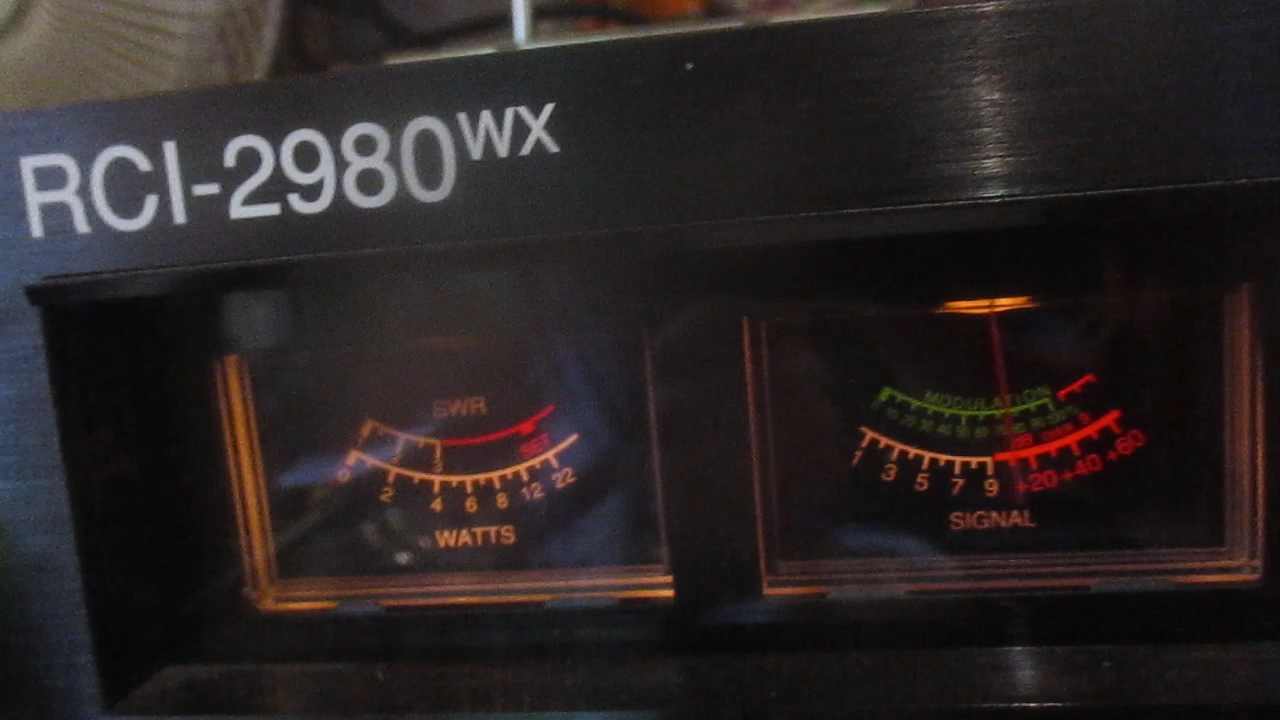 RCI-2980WX
SWR
SET
0 2 4 6 8 12 22
WATTS
MODULATION
1 3 5 7 9 +20 +40 +60
SIGNAL